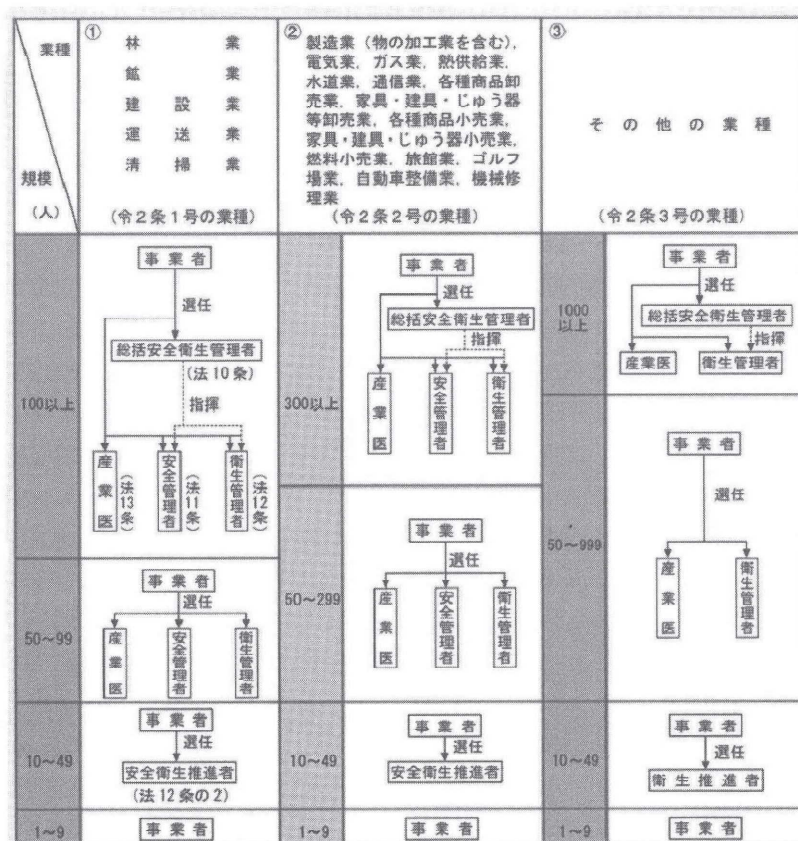 業種
規模
(人)
①
林業
鉱業
建設業
運送業
清掃業
(令2条1号の業種)
②
製造業(物の加工業を含む),
電気業, ガス業, 熱供給業,
水道業, 通信業, 各種商品卸
売業, 家具・建具・じゅう器
等卸売業, 各種商品小売業,
家具・建具・じゅう器小売業,
燃料小売業, 旅館業, ゴルフ
場業, 自動車整備業, 機械修
理業
(令2条2号の業種)
③
その他の業種
(令2条3号の業種)
100以上
事業者
選任
総括安全衛生管理者
(法10条)
指揮
産業医
(法13条)
安全管理者
(法11条)
衛生管理者
(法12条)
50~99
事業者
選任
産業医
安全管理者
衛生管理者
10~49
事業者
選任
安全衛生推進者
(法12条の2)
1~9
事業者
300以上
事業者
選任
総括安全衛生管理者
指揮
産業医
安全管理者
衛生管理者
50~299
事業者
選任
産業医
安全管理者
衛生管理者
10~49
事業者
選任
安全衛生推進者
1~9
事業者
1000
以上
事業者
選任
総括安全衛生管理者
指揮
産業医
衛生管理者
50~999
事業者
選任
産業医
衛生管理者
10~49
事業者
選任
衛生推進者
1~9
事業者